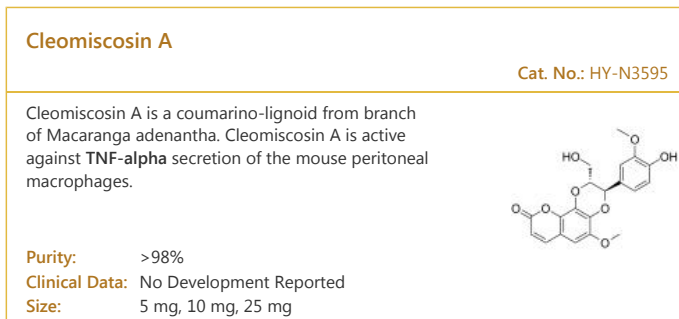 Cleomiscosin A
Cat. No.: HY-N3595
Cleomiscosin A is a coumarino-lignoid from branch
of Macaranga adenantha. Cleomiscosin A is active
against TNF-alpha secretion of the mouse peritoneal
macrophages.
HO
O
OH
O
O
O
O
O
Purity: >98%
Clinical Data: No Development Reported
Size: 5 mg, 10 mg, 25 mg